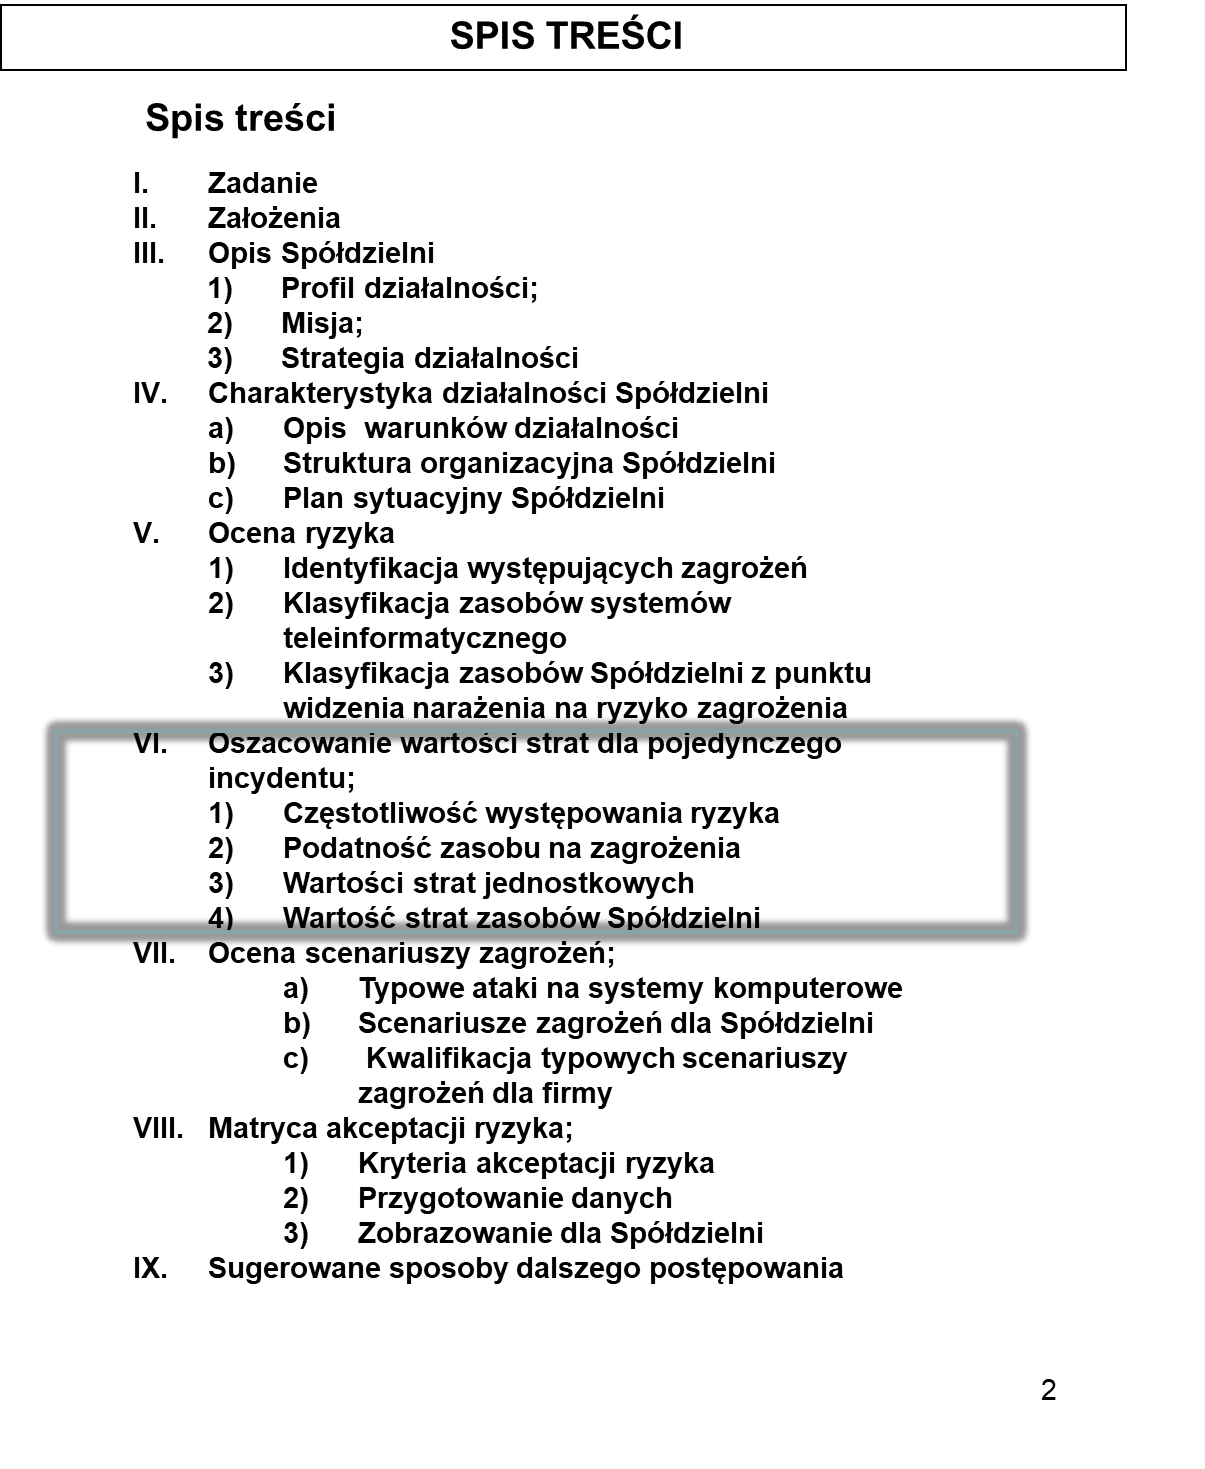 SPIS TREŚCI
Spis treści
I. Zadanie
II. Założenia
III. Opis Spółdzielni
1) Profil działalności;
2) Misja;
3) Strategia działalności
IV. Charakterystyka działalności Spółdzielni
a) Opis warunków działalności
b) Struktura organizacyjna Spółdzielni
c) Plan sytuacyjny Spółdzielni
V. Ocena ryzyka
1) Identyfikacja występujących zagrożeń
2) Klasyfikacja zasobów systemów
teleinformatycznego
3) Klasyfikacja zasobów Spółdzielni z punktu
widzenia narażenia na ryzyko zagrożenia
VI. Oszacowanie wartości strat dla pojedynczego
incydentu;
1) Częstotliwość występowania ryzyka
2) Podatność zasobu na zagrożenia
3) Wartości strat jednostkowych
4) Wartość strat zasobów Spółdzielni
VII. Ocena scenariuszy zagrożeń;
a) Typowe ataki na systemy komputerowe
b) Scenariusze zagrożeń dla Spółdzielni
c) Kwalifikacja typowych scenariuszy
zagrożeń dla firmy
VIII. Matryca akceptacji ryzyka;
1) Kryteria akceptacji ryzyka
2) Przygotowanie danych
3) Zobrazowanie dla Spółdzielni
IX. Sugerowane sposoby dalszego postępowania
2